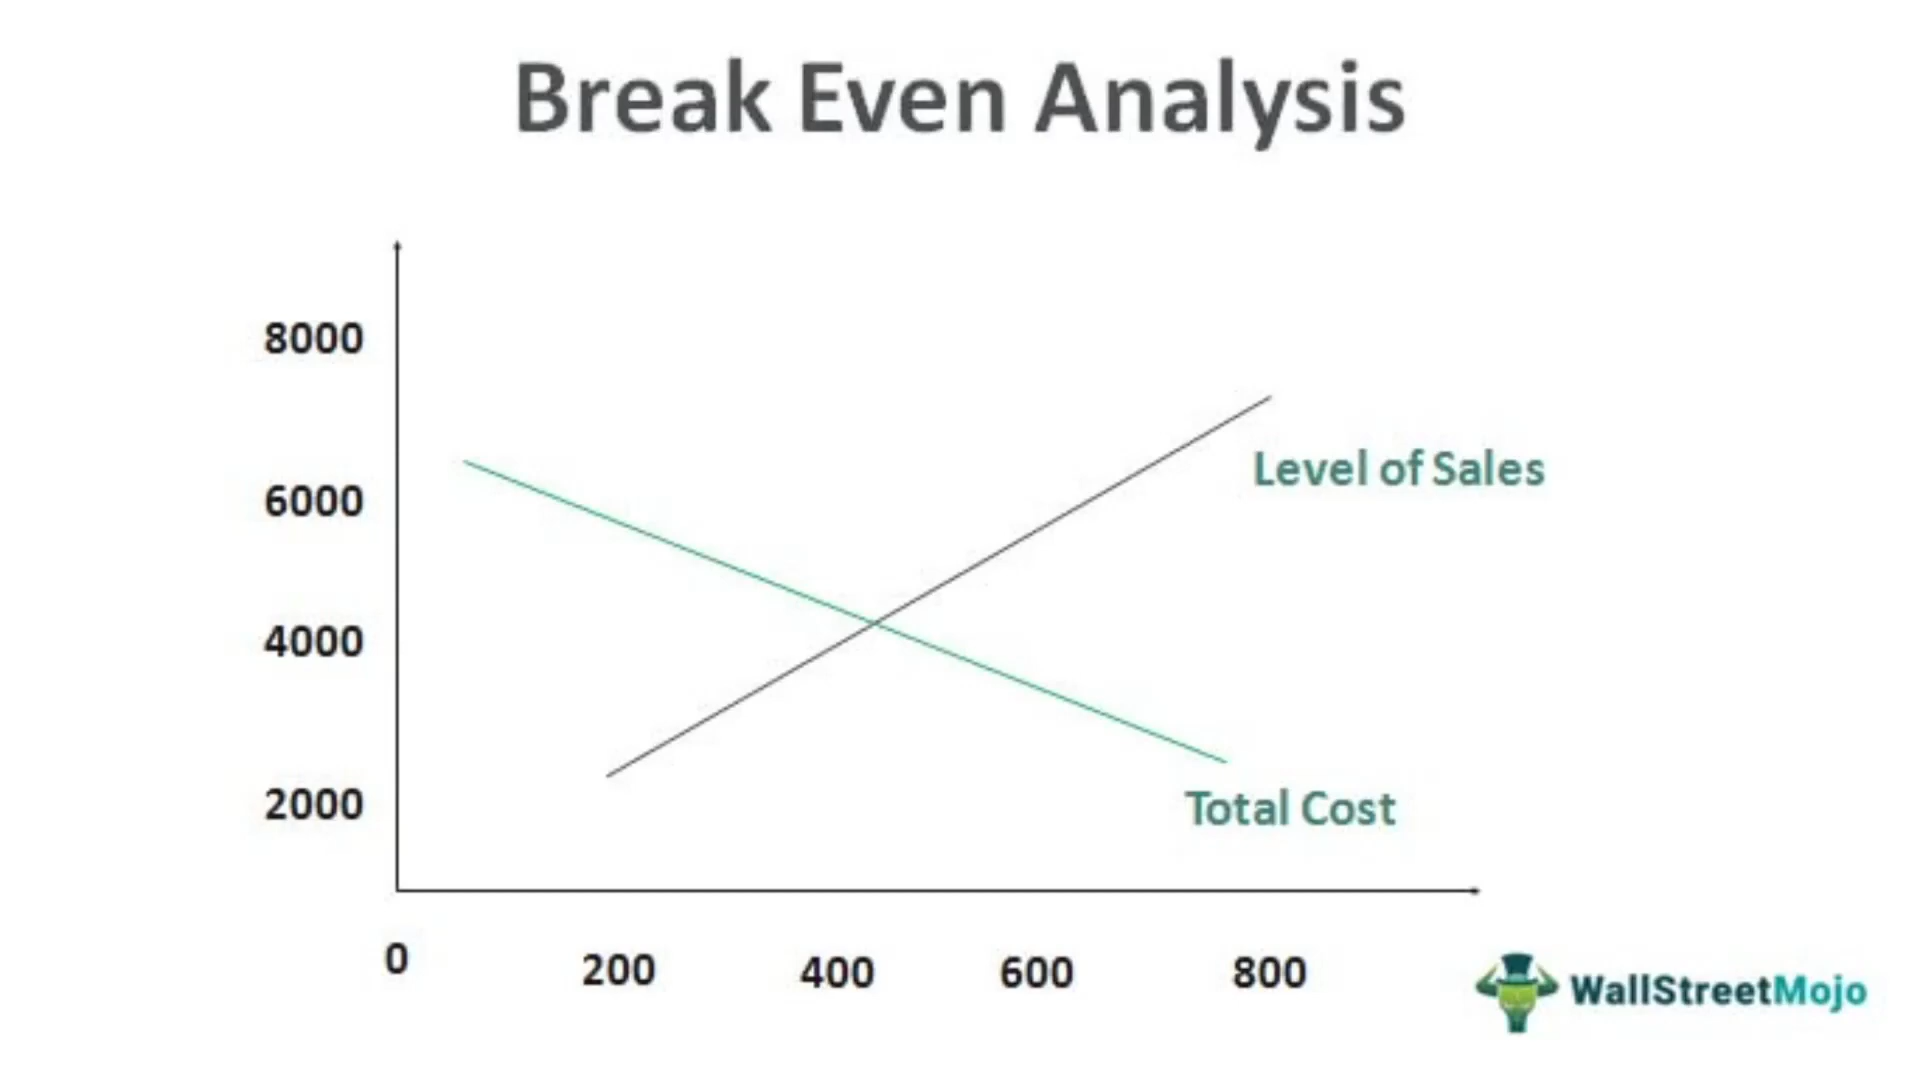 Break Even Analysis
8000
6000
4000
2000
Level of Sales
Total Cost
0 200 400 600 800
WallStreetMojo